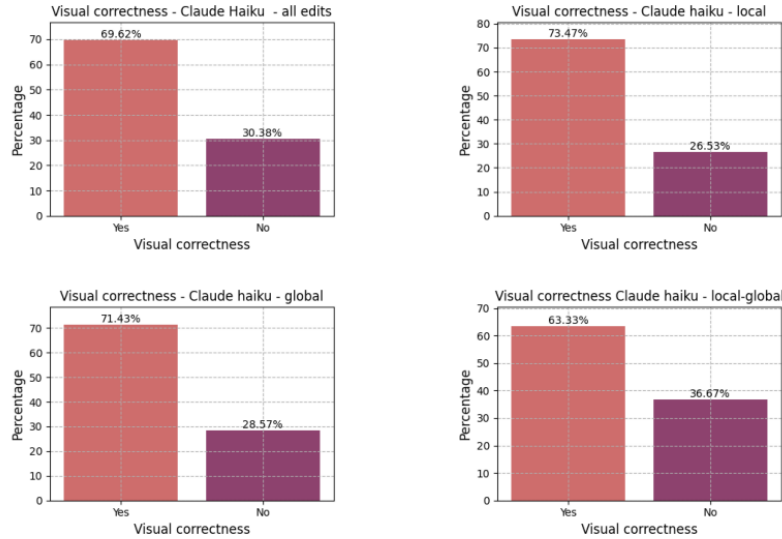 Visual correctness - Claude Haiku  - all edits
69.62%
30.38%
70
60
50
40
30
20
10
0
Percentage
Yes
No
Visual correctness
Visual correctness - Claude haiku - local
73.47%
26.53%
80
70
60
50
40
30
20
10
0
Percentage
Yes
No
Visual correctness
Visual correctness - Claude haiku - global
71.43%
28.57%
70
60
50
40
30
20
10
0
Percentage
Yes
No
Visual correctness
Visual correctness Claude haiku - local-global
63.33%
36.67%
70
60
50
40
30
20
10
0
Percentage
Yes
No
Visual correctness